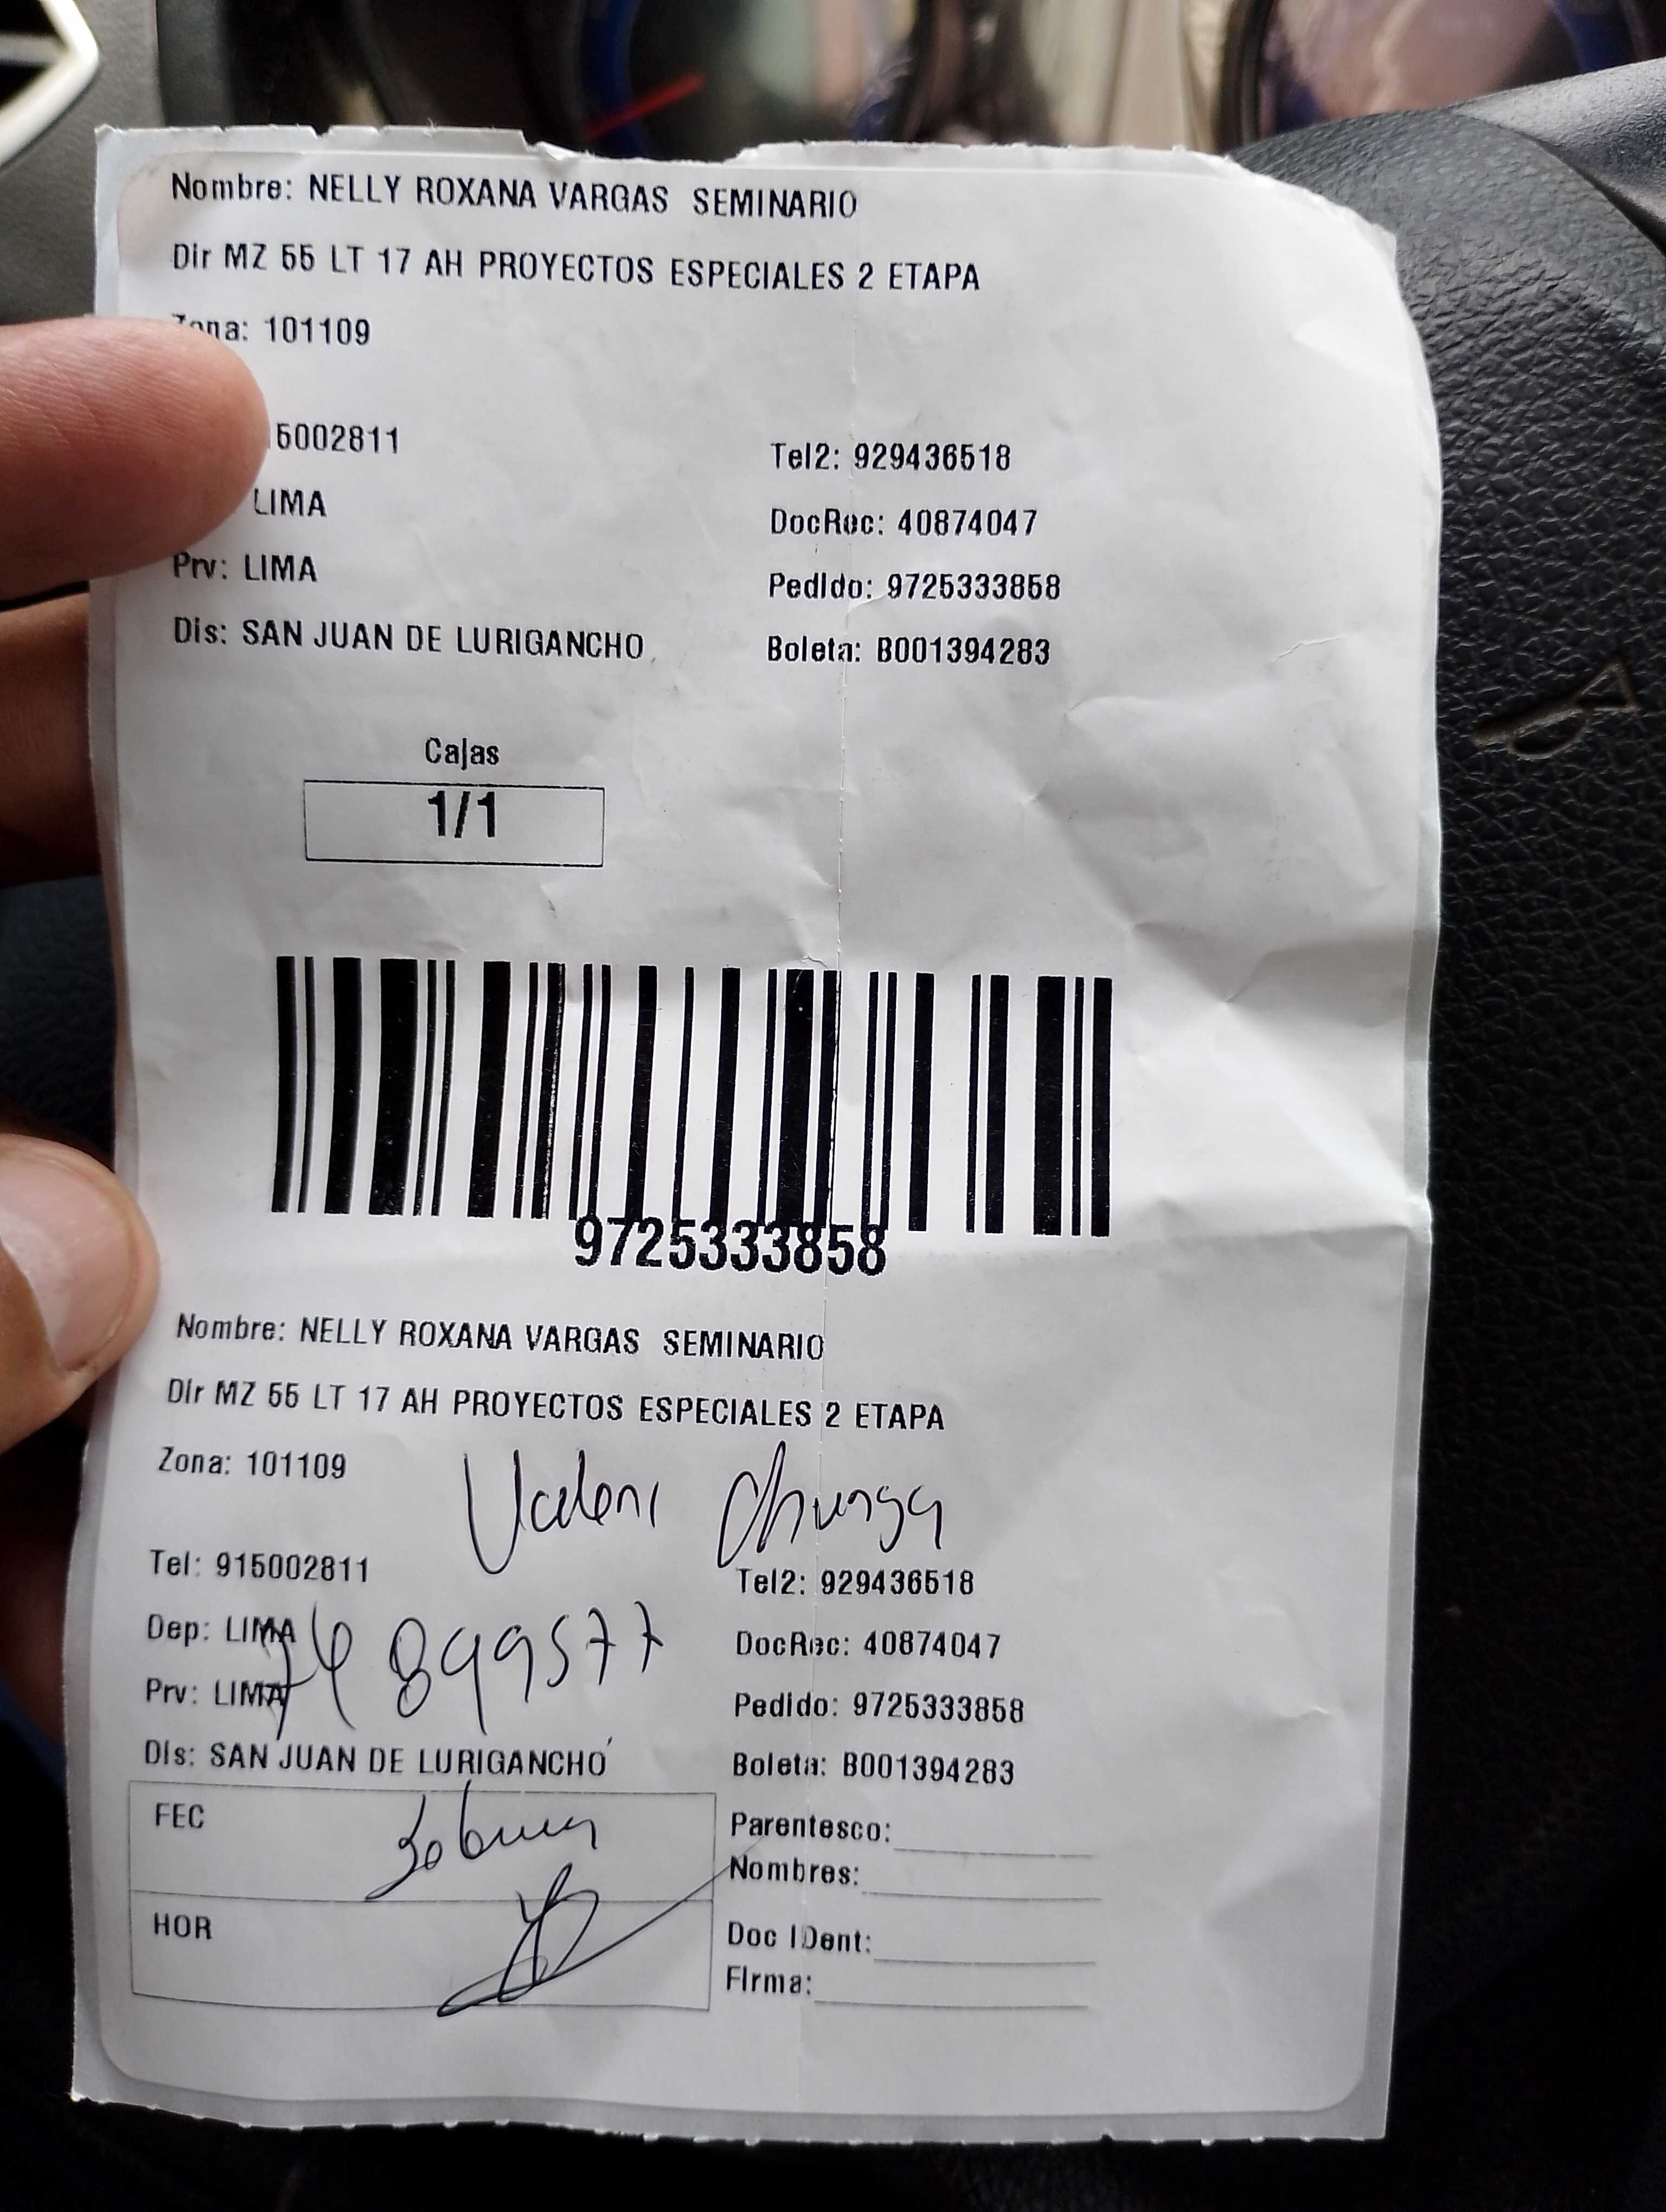 Nombre: NELLY ROXANA VARGAS SEMINARIO
Dir MZ 55 LT 17 AH PROYECTOS ESPECIALES 2 ETAPA
Zona: 101109
15002811 Tel2: 929436518
LIMA DocRec: 40874047
Prv: LIMA Pedido: 9725333858
Dis: SAN JUAN DE LURIGANCHO Boleta: B001394283
Cajas
1/1
9725333858
Nombre: NELLY ROXANA VARGAS SEMINARIO
Dir MZ 55 LT 17 AH PROYECTOS ESPECIALES 2 ETAPA
Zona: 101109
Chunga
Tel: 915002811 Tel2: 929436518
Dep: LIMA DocRec: 40874047
74899577
Prv: LIMA Pedido: 9725333858
Dis: SAN JUAN DE LURIGANCHO Boleta: B001394283
FEC Parentesco:
Sobrina
Nombres:
HOR Doc IDent:
Firma: